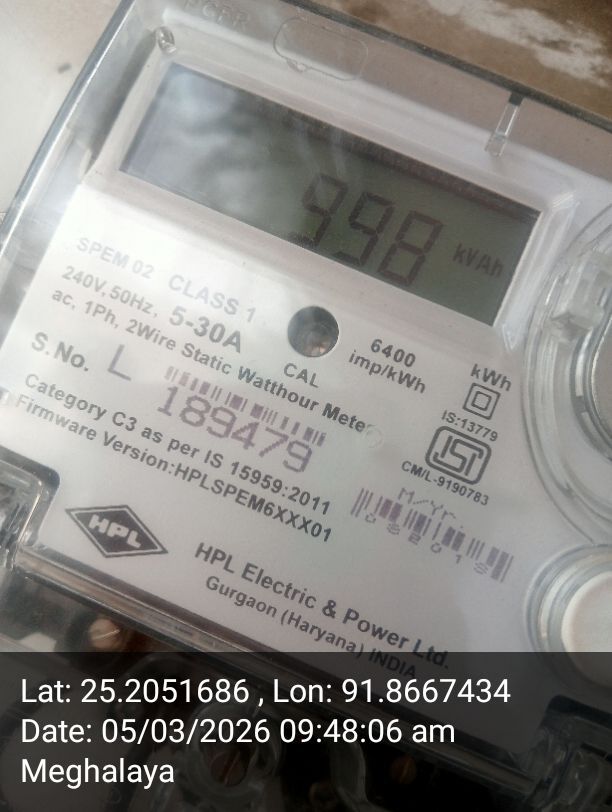 998 kVAh
SPEM 02 CLASS 1
240V, 50Hz, 5-30A
ac, 1Ph, 2Wire Static Watthour Meter
CAL
6400
imp/kWh
kWh
IS:13779
S.No. L 189479
CM/L-9190783
Category C3 as per IS 15959:2011
Firmware Version:HPLSPEM6XXX01
M--Yr.
HPL
HPL Electric & Power Ltd.
Gurgaon (Haryana) INDIA
Lat: 25.2051686 , Lon: 91.8667434
Date: 05/03/2026 09:48:06 am
Meghalaya